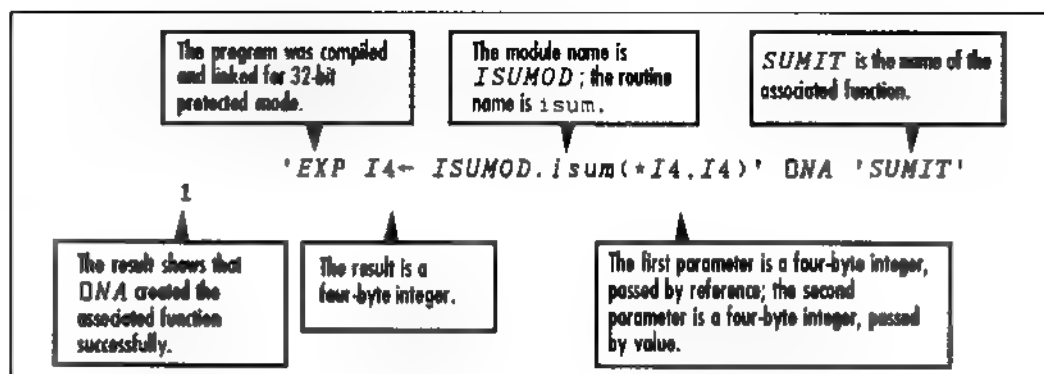 The program was compiled
and linked for 32-bit
protected mode.
The module name is
ISUMOD; the routine
name is isum.
SUMIT is the name of the
associated function.
'EXP I4← ISUMOD.isum(*I4,I4)' ⎕NA 'SUMIT'
1
The result shows that
⎕NA created the
associated function
successfully.
The result is a
four-byte integer.
The first parameter is a four-byte integer,
passed by reference; the second
parameter is a four-byte integer, passed
by value.